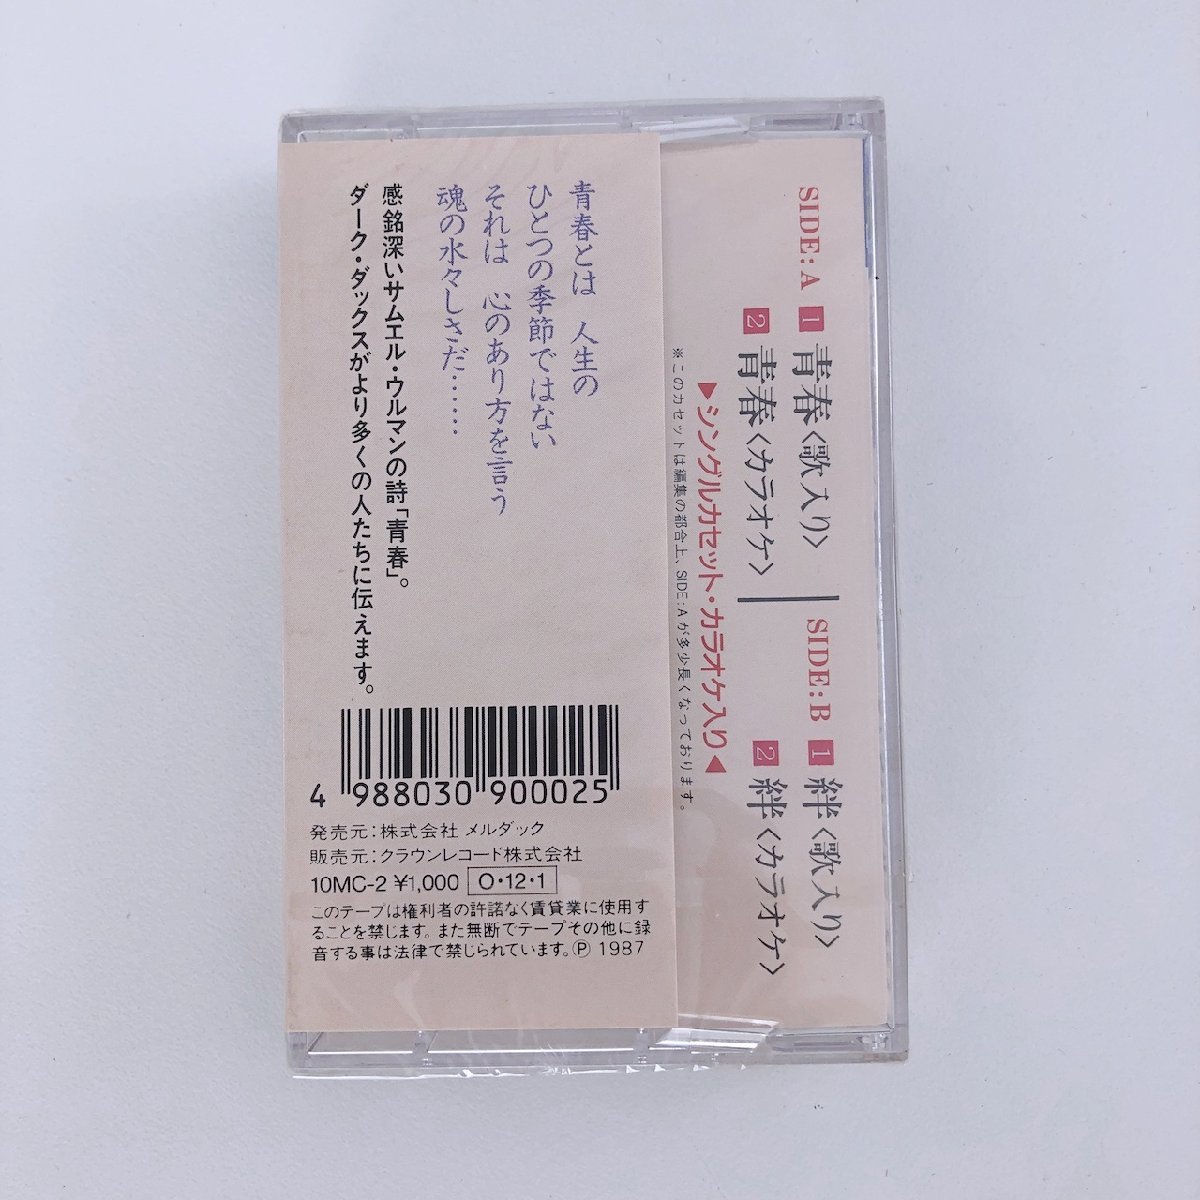 SIDE:A 1 青春〈歌入り〉
2 青春〈カラオケ〉
SIDE:B 1 絆〈歌入り〉
2 絆〈カラオケ〉
▶シングルカセット・カラオケ入り◀
※このカセットは編集の都合上、SIDE:Aが多少長くなっております。
青春とは 人生の
ひとつの季節ではない
それは 心のあり方を言う
魂の水々しさだ……
感銘深いサムエル・ウルマンの詩「青春」。
ダーク・ダックスがより多くの人たちに伝えます。
4 988030 900025
発売元:株式会社 メルダック
販売元:クラウンレコード株式会社
10MC-2 ¥1,000 O・12・1
このテープは権利者の許諾なく賃貸業に使用す
ることを禁じます。また無断でテープその他に録
音する事は法律で禁じられています。Ⓟ 1987